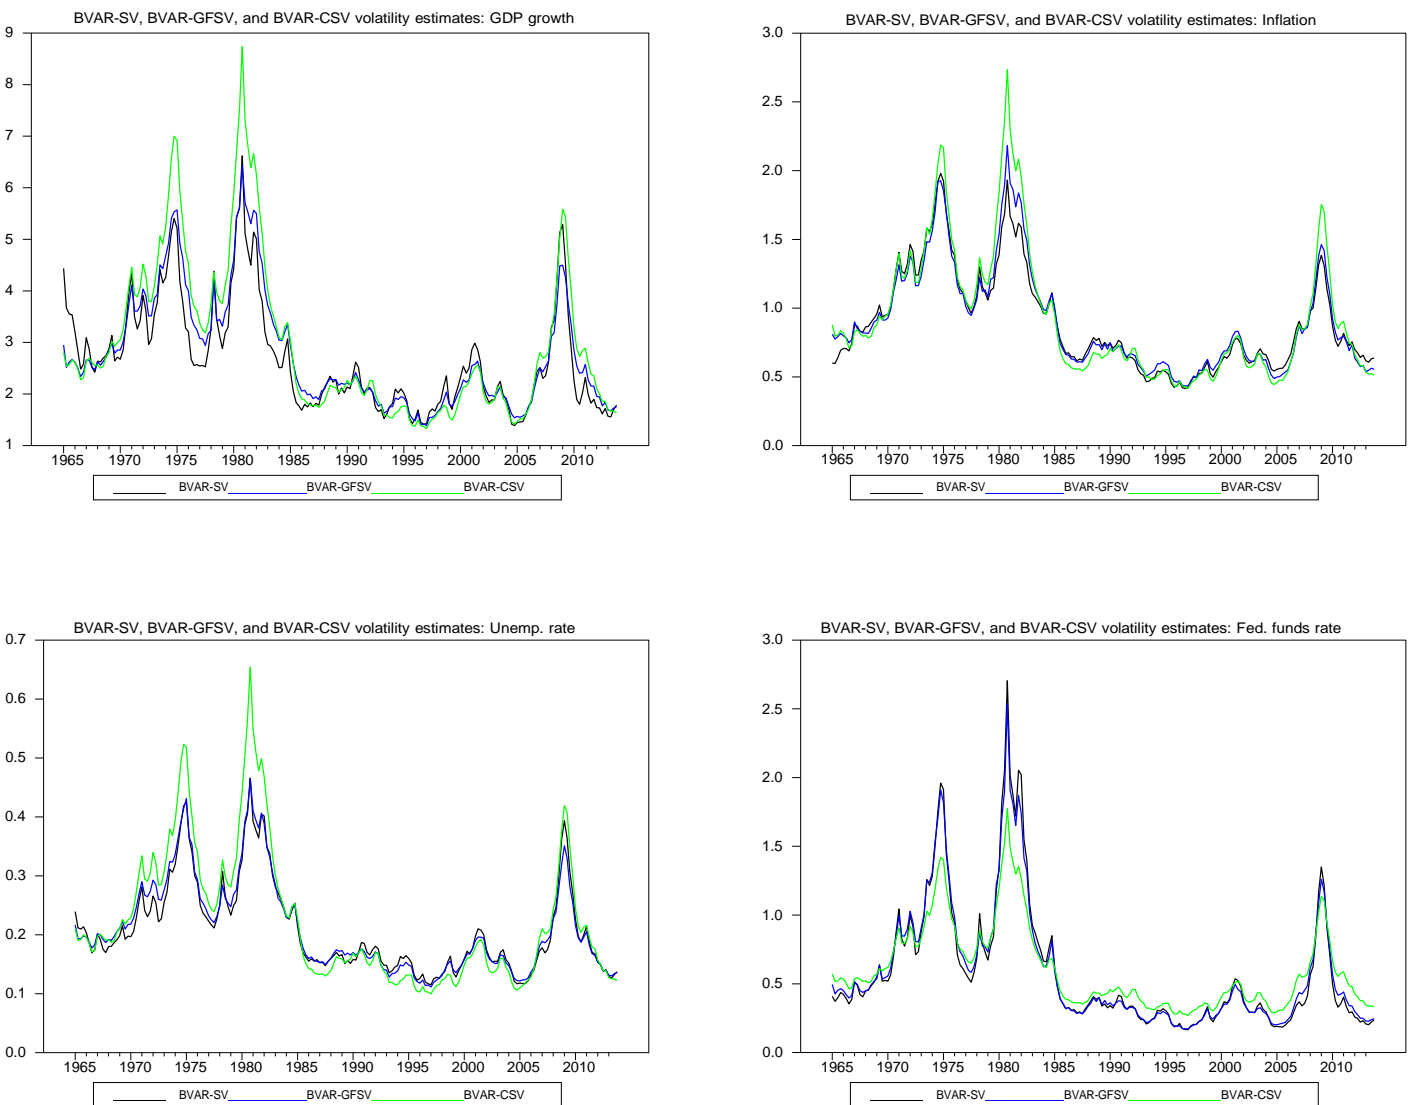 BVAR-SV, BVAR-GFSV, and BVAR-CSV volatility estimates: GDP growth
9
8
7
6
5
4
3
2
1
1965 1970 1975 1980 1985 1990 1995 2000 2005 2010
BVAR-SV BVAR-GFSV BVAR-CSV
BVAR-SV, BVAR-GFSV, and BVAR-CSV volatility estimates: Inflation
3.0
2.5
2.0
1.5
1.0
0.5
0.0
1965 1970 1975 1980 1985 1990 1995 2000 2005 2010
BVAR-SV BVAR-GFSV BVAR-CSV
BVAR-SV, BVAR-GFSV, and BVAR-CSV volatility estimates: Unemp. rate
0.7
0.6
0.5
0.4
0.3
0.2
0.1
0.0
1965 1970 1975 1980 1985 1990 1995 2000 2005 2010
BVAR-SV BVAR-GFSV BVAR-CSV
BVAR-SV, BVAR-GFSV, and BVAR-CSV volatility estimates: Fed. funds rate
3.0
2.5
2.0
1.5
1.0
0.5
0.0
1965 1970 1975 1980 1985 1990 1995 2000 2005 2010
BVAR-SV BVAR-GFSV BVAR-CSV